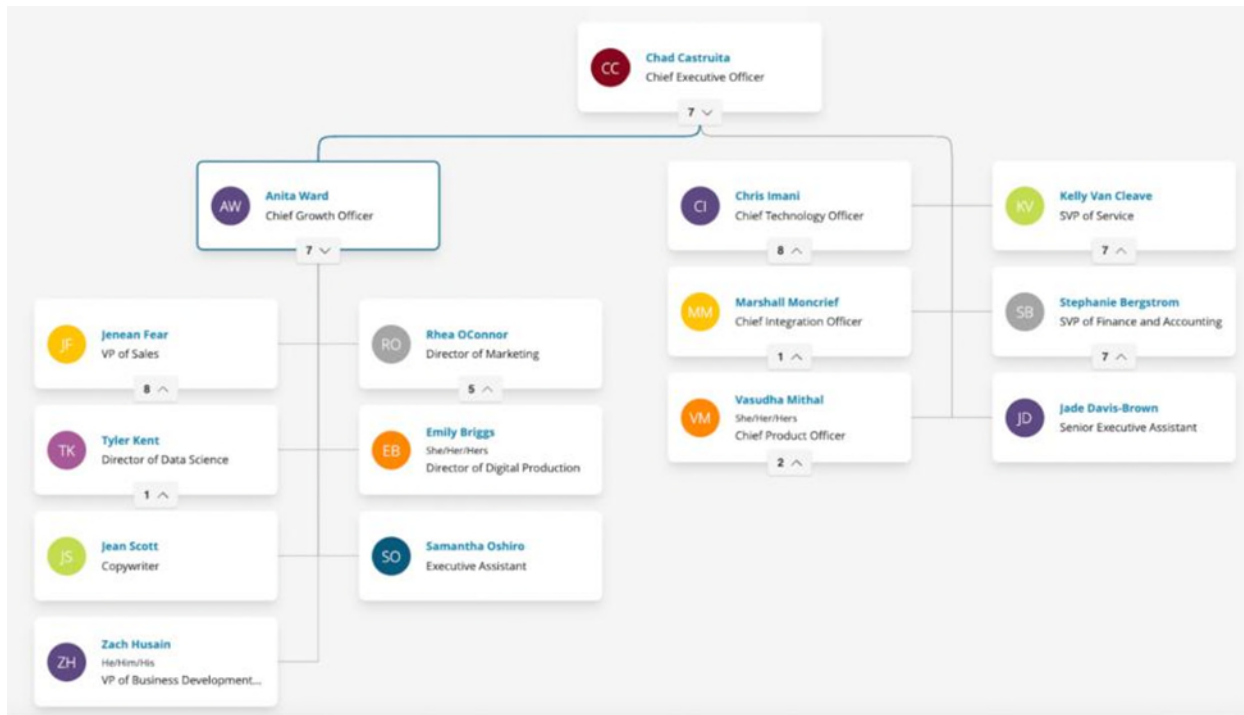 CC
Chad Castruita
Chief Executive Officer
7
AW
Anita Ward
Chief Growth Officer
7
CI
Chris Imani
Chief Technology Officer
8
KV
Kelly Van Cleave
SVP of Service
7
MM
Marshall Moncrief
Chief Integration Officer
1
SB
Stephanie Bergstrom
SVP of Finance and Accounting
7
VM
Vasudha Mithal
She/Her/Hers
Chief Product Officer
2
JD
Jade Davis-Brown
Senior Executive Assistant
JF
Jenean Fear
VP of Sales
8
RO
Rhea OConnor
Director of Marketing
5
TK
Tyler Kent
Director of Data Science
1
EB
Emily Briggs
She/Her/Hers
Director of Digital Production
JS
Jean Scott
Copywriter
SO
Samantha Oshiro
Executive Assistant
ZH
Zach Husain
He/Him/His
VP of Business Development...